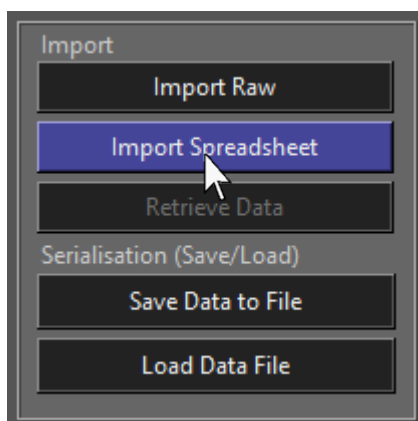 Import
Import Raw
Import Spreadsheet
Retrieve Data
Serialisation (Save/Load)
Save Data to File
Load Data File